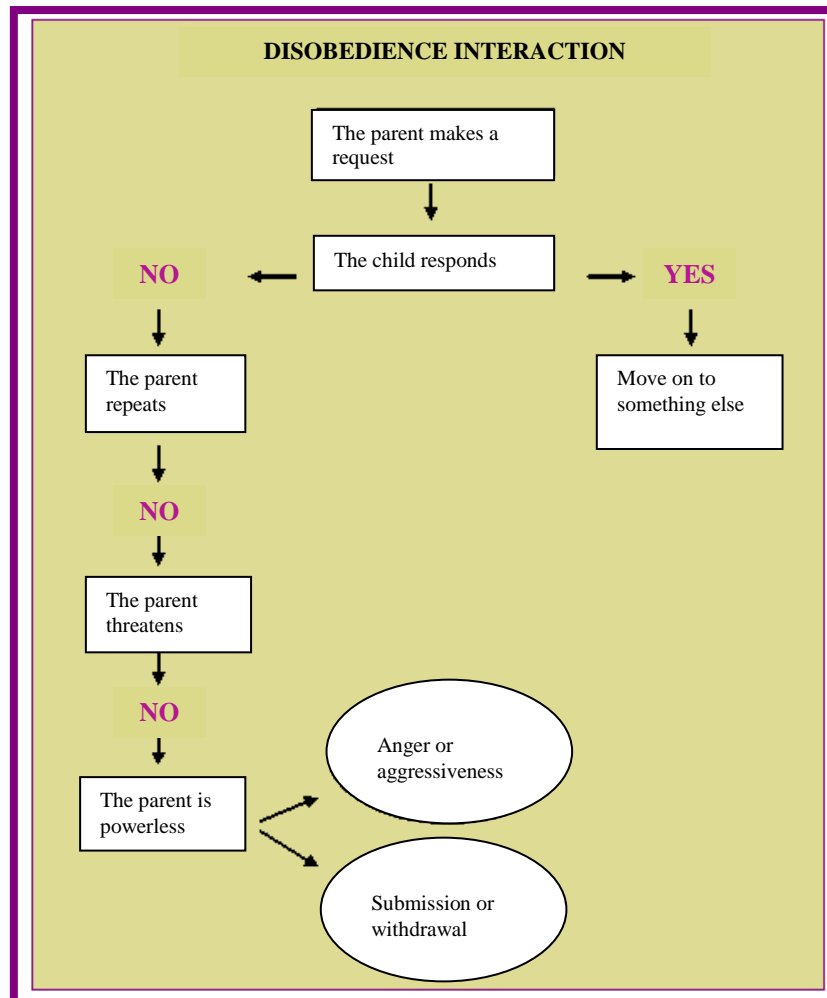 DISOBEDIENCE INTERACTION
The parent makes a
request
The child responds
NO
YES
The parent
repeats
Move on to
something else
NO
The parent
threatens
NO
Anger or
aggressiveness
The parent is
powerless
Submission or
withdrawal